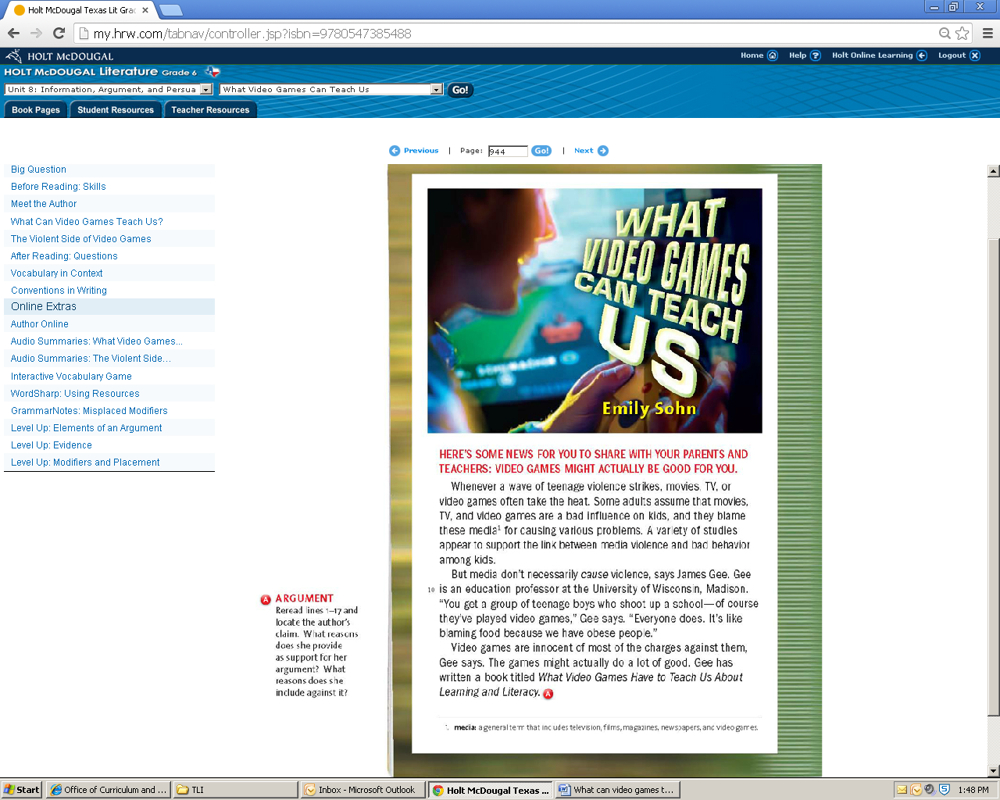 Holt McDougal Texas Lit Grad
my.hrw.com/tabnav/controller.jsp?isbn=9780547385488
HOLT McDOUGAL
Home Help ? Holt Online Learning Logout
HOLT McDOUGAL Literature Grade 6
Unit 8: Information, Argument, and Persua What Video Games Can Teach Us Go!
Book Pages Student Resources Teacher Resources
Previous | Page: 944 Go! | Next
Big Question
Before Reading: Skills
Meet the Author
What Can Video Games Teach Us?
The Violent Side of Video Games
After Reading: Questions
Vocabulary in Context
Conventions in Writing
Online Extras
Author Online
Audio Summaries: What Video Games...
Audio Summaries: The Violent Side...
Interactive Vocabulary Game
WordSharp: Using Resources
GrammarNotes: Misplaced Modifiers
Level Up: Elements of an Argument
Level Up: Evidence
Level Up: Modifiers and Placement
WHAT
VIDEO GAMES
CAN TEACH
US
Emily Sohn
HERE'S SOME NEWS FOR YOU TO SHARE WITH YOUR PARENTS AND
TEACHERS: VIDEO GAMES MIGHT ACTUALLY BE GOOD FOR YOU.
Whenever a wave of teenage violence strikes, movies, TV, or
video games often take the heat. Some adults assume that movies,
TV, and video games are a bad influence on kids, and they blame
these media1 for causing various problems. A variety of studies
appear to support the link between media violence and bad behavior
among kids.
But media don't necessarily cause violence, says James Gee. Gee
10 is an education professor at the University of Wisconsin, Madison.
"You get a group of teenage boys who shoot up a school—of course
they've played video games," Gee says. "Everyone does. It's like
blaming food because we have obese people."
Video games are innocent of most of the charges against them,
Gee says. The games might actually do a lot of good. Gee has
written a book titled What Video Games Have to Teach Us About
Learning and Literacy. A
A ARGUMENT
Reread lines 1–17 and
locate the author's
claim. What reasons
does she provide
as support for her
argument? What
reasons does she
include against it?
1. media: a general term that includes television, films, magazines, newspapers, and video games.
Start Office of Curriculum and ... TLI Inbox - Microsoft Outlook Holt McDougal Texas ... What can video games t... 1:48 PM